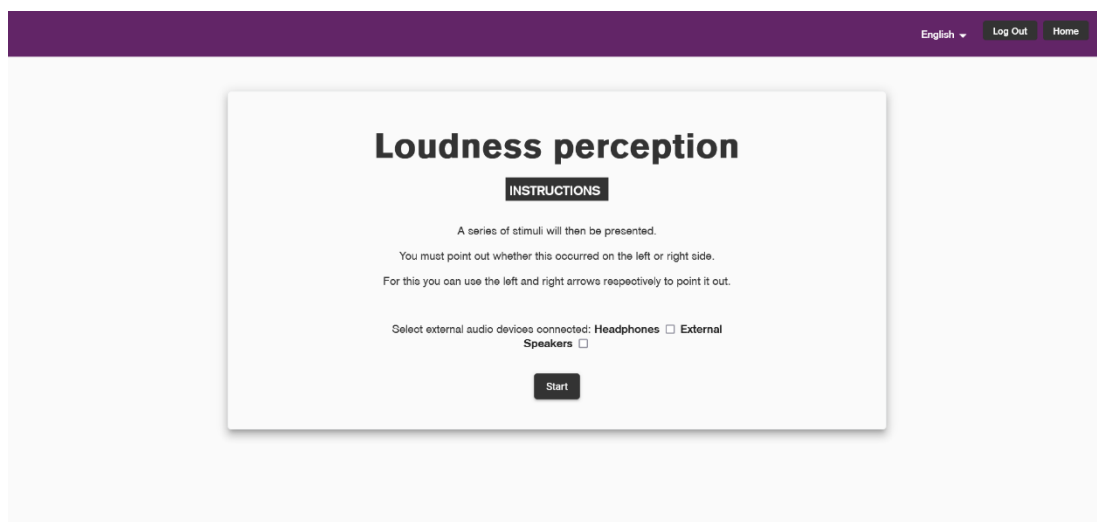 English
Log Out
Home
Loudness perception
INSTRUCTIONS
A series of stimuli will then be presented.
You must point out whether this occurred on the left or right side.
For this you can use the left and right arrows respectively to point it out.
Select external audio devices connected: Headphones External
Speakers
Start